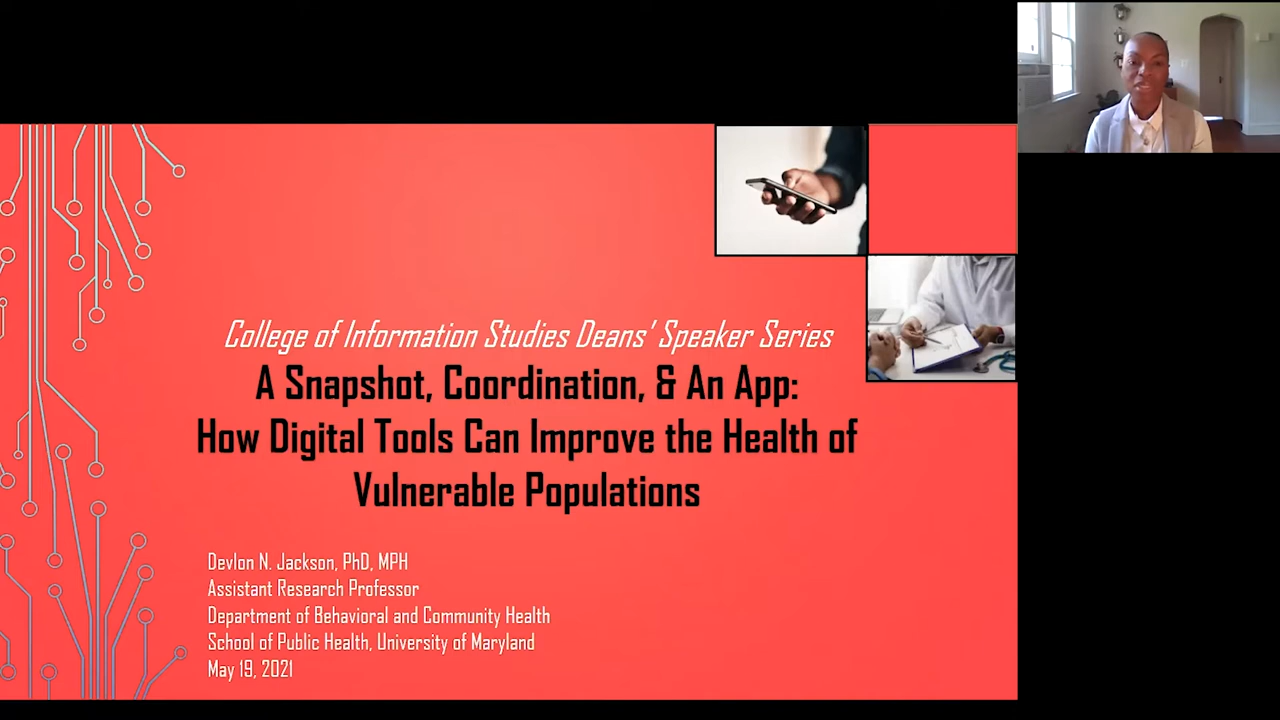 College of Information Studies Deans' Speaker Series
A Snapshot, Coordination, & An App:
How Digital Tools Can Improve the Health of
Vulnerable Populations
Devlon N. Jackson, PhD, MPH
Assistant Research Professor
Department of Behavioral and Community Health
School of Public Health, University of Maryland
May 19, 2021